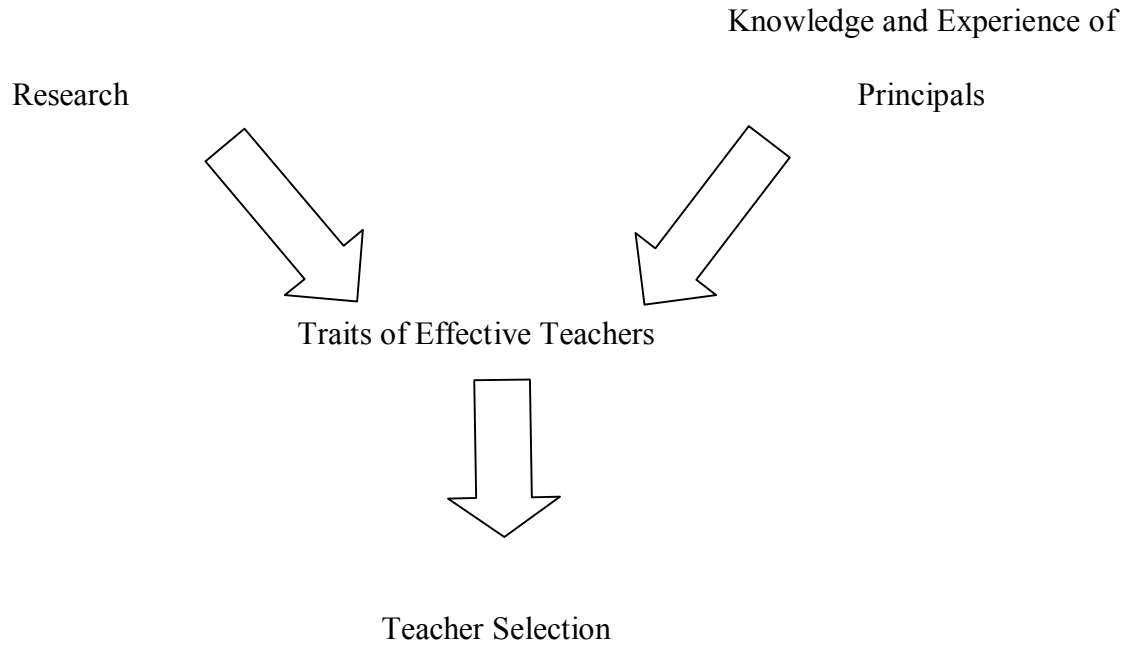 Knowledge and Experience of
Research
Principals
Traits of Effective Teachers
Teacher Selection